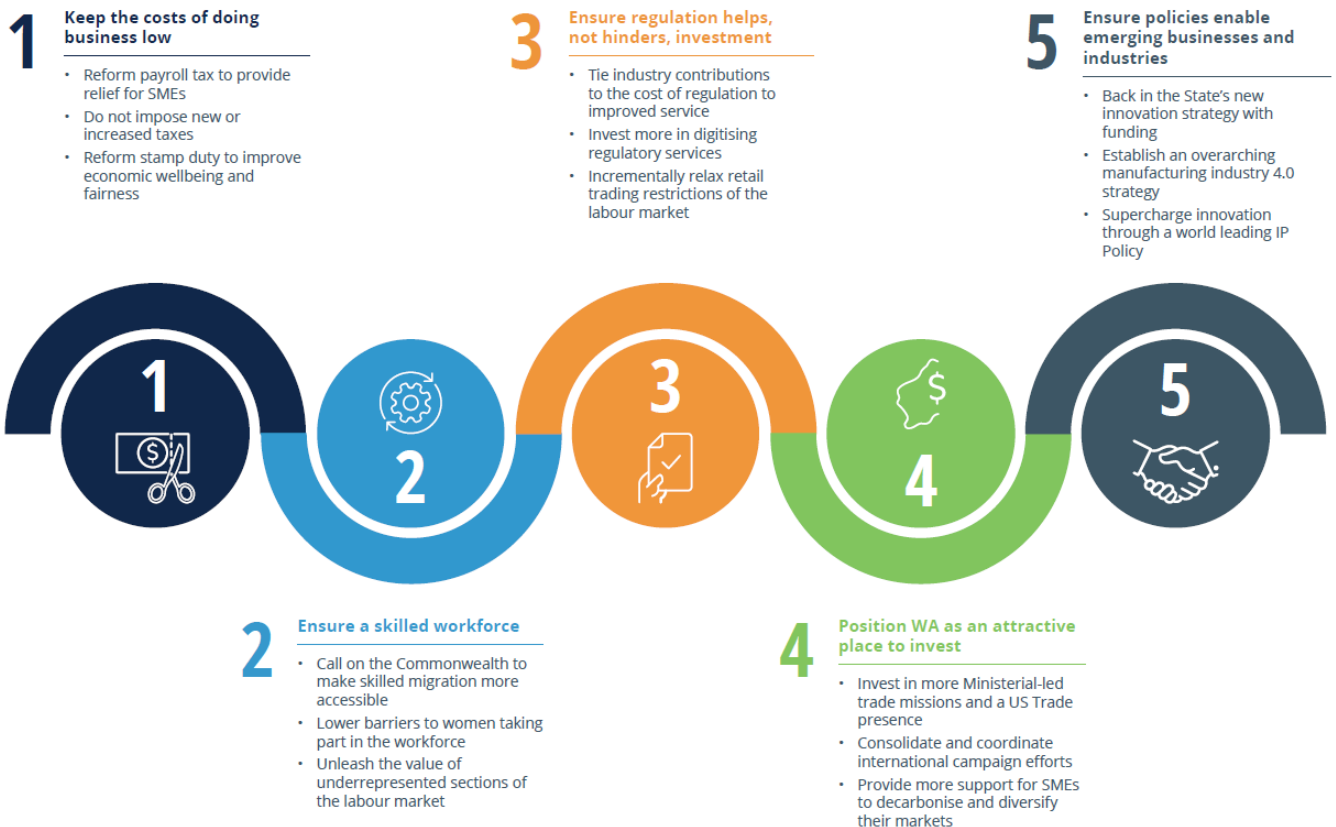 1
Keep the costs of doing
business low
• Reform payroll tax to provide
relief for SMEs
• Do not impose new or
increased taxes
• Reform stamp duty to improve
economic wellbeing and
fairness
3
Ensure regulation helps,
not hinders, investment
• Tie industry contributions
to the cost of regulation to
improved service
• Invest more in digitising
regulatory services
• Incrementally relax retail
trading restrictions of the
labour market
5
Ensure policies enable
emerging businesses and
industries
• Back in the State’s new
innovation strategy with
funding
• Establish an overarching
manufacturing industry 4.0
strategy
• Supercharge innovation
through a world leading IP
Policy
1
$
2
3
$
4
5
2
Ensure a skilled workforce
• Call on the Commonwealth to
make skilled migration more
accessible
• Lower barriers to women taking
part in the workforce
• Unleash the value of
underrepresented sections of
the labour market
4
Position WA as an attractive
place to invest
• Invest in more Ministerial-led
trade missions and a US Trade
presence
• Consolidate and coordinate
international campaign efforts
• Provide more support for SMEs
to decarbonise and diversify
their markets